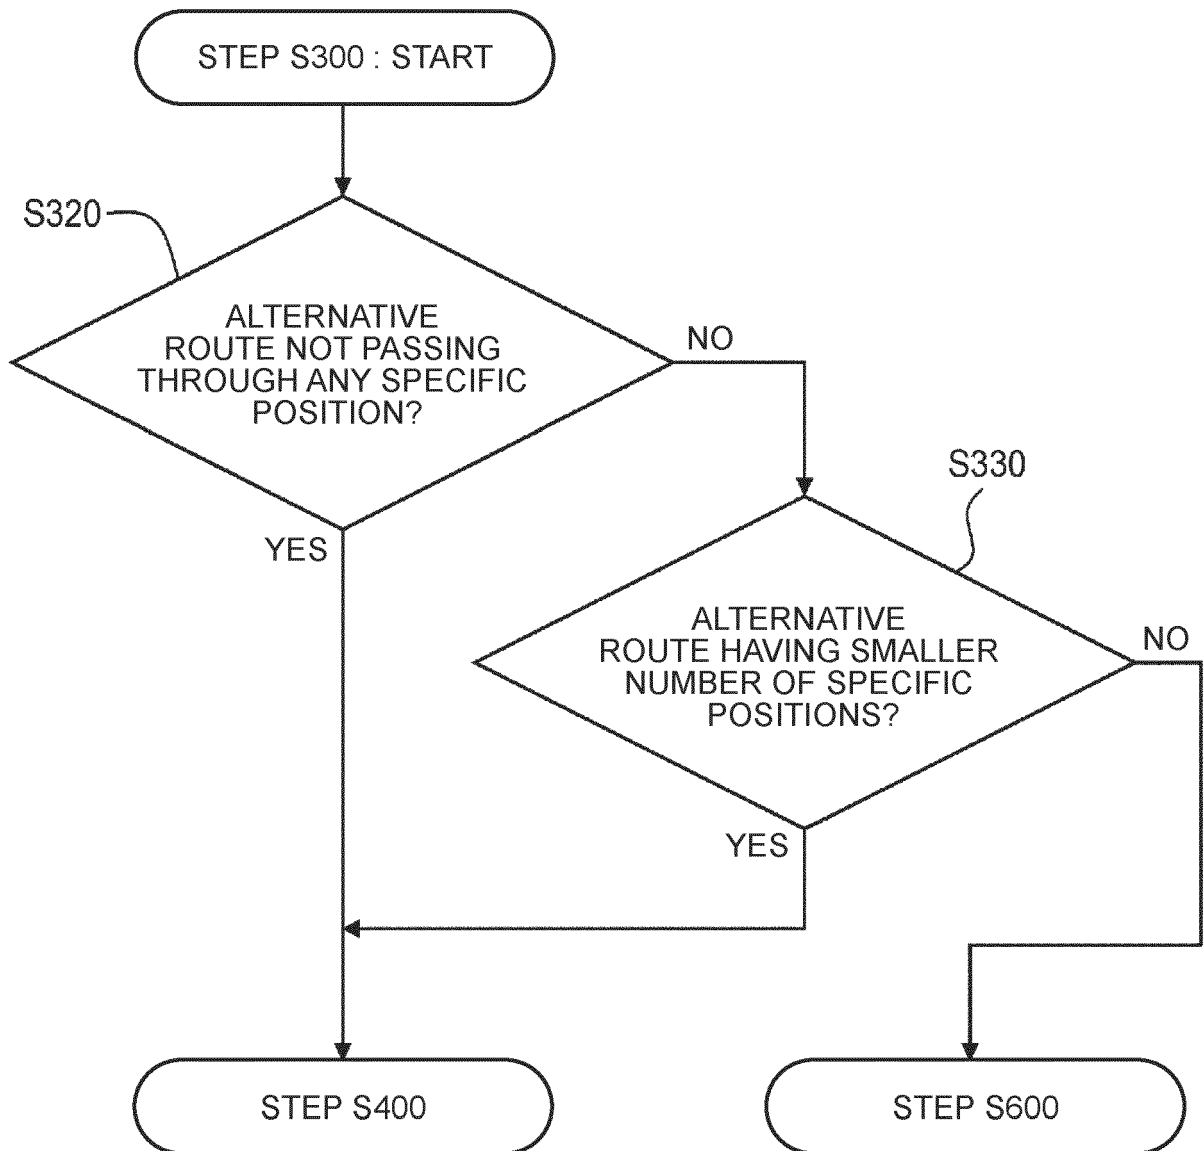 STEP S300 : START
S320
ALTERNATIVE
ROUTE NOT PASSING
THROUGH ANY SPECIFIC
POSITION?
NO
YES
S330
ALTERNATIVE
ROUTE HAVING SMALLER
NUMBER OF SPECIFIC
POSITIONS?
NO
YES
STEP S400
STEP S600